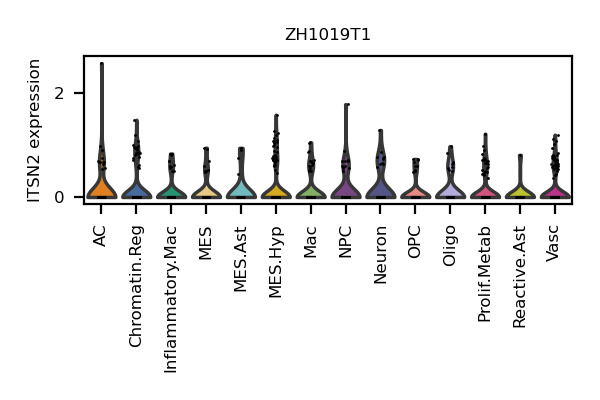 ZH1019T1
ITSN2 expression
2
0
AC
Chromatin.Reg
Inflammatory.Mac
MES
MES.Ast
MES.Hyp
Mac
NPC
Neuron
OPC
Oligo
Prolif.Metab
Reactive.Ast
Vasc